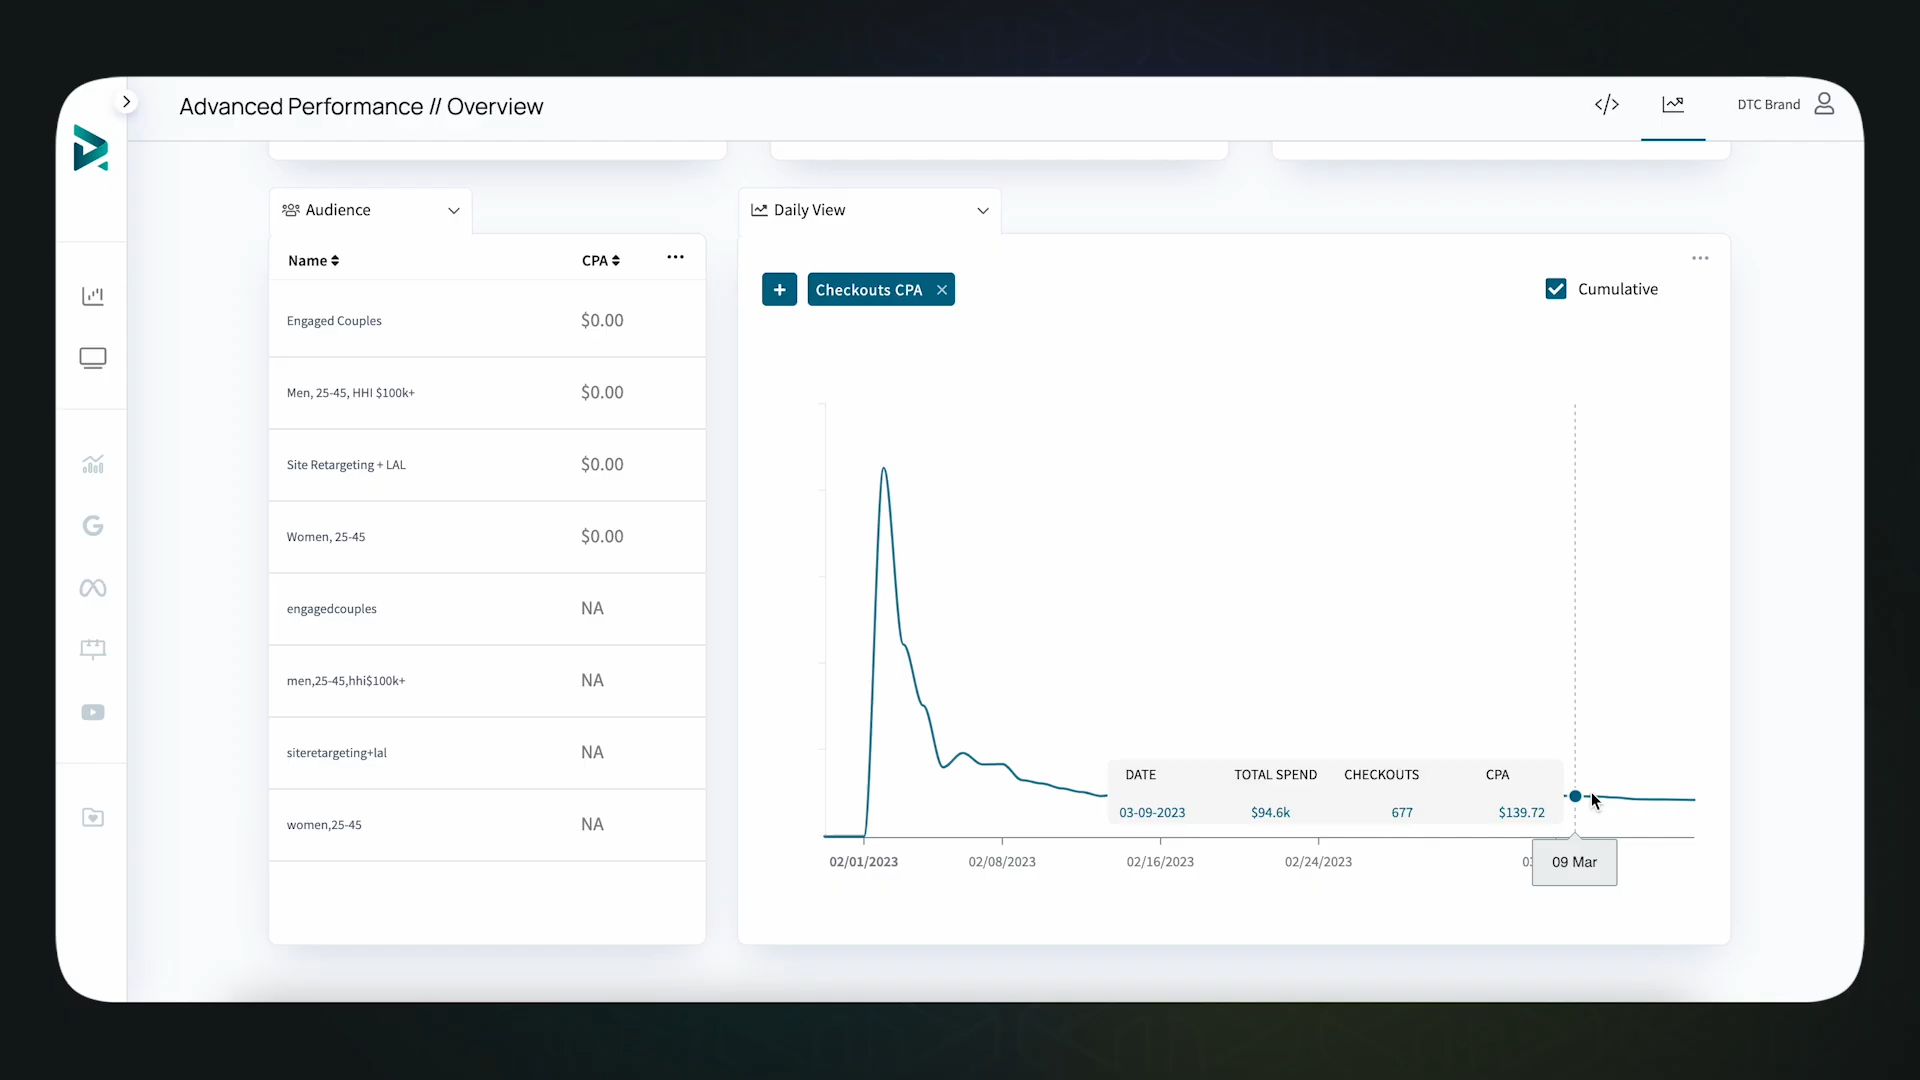 Advanced Performance // Overview
DTC Brand
Audience
Name
CPA
Engaged Couples
$0.00
Men, 25-45, HHI $100k+
$0.00
Site Retargeting + LAL
$0.00
Women, 25-45
$0.00
engagedcouples
NA
men,25-45,hhi$100k+
NA
siteretargeting+lal
NA
women,25-45
NA
Daily View
Checkouts CPA
Cumulative
DATE TOTAL SPEND CHECKOUTS CPA
03-09-2023 $94.6k 677 $139.72
02/01/2023 02/08/2023 02/16/2023 02/24/2023
09 Mar